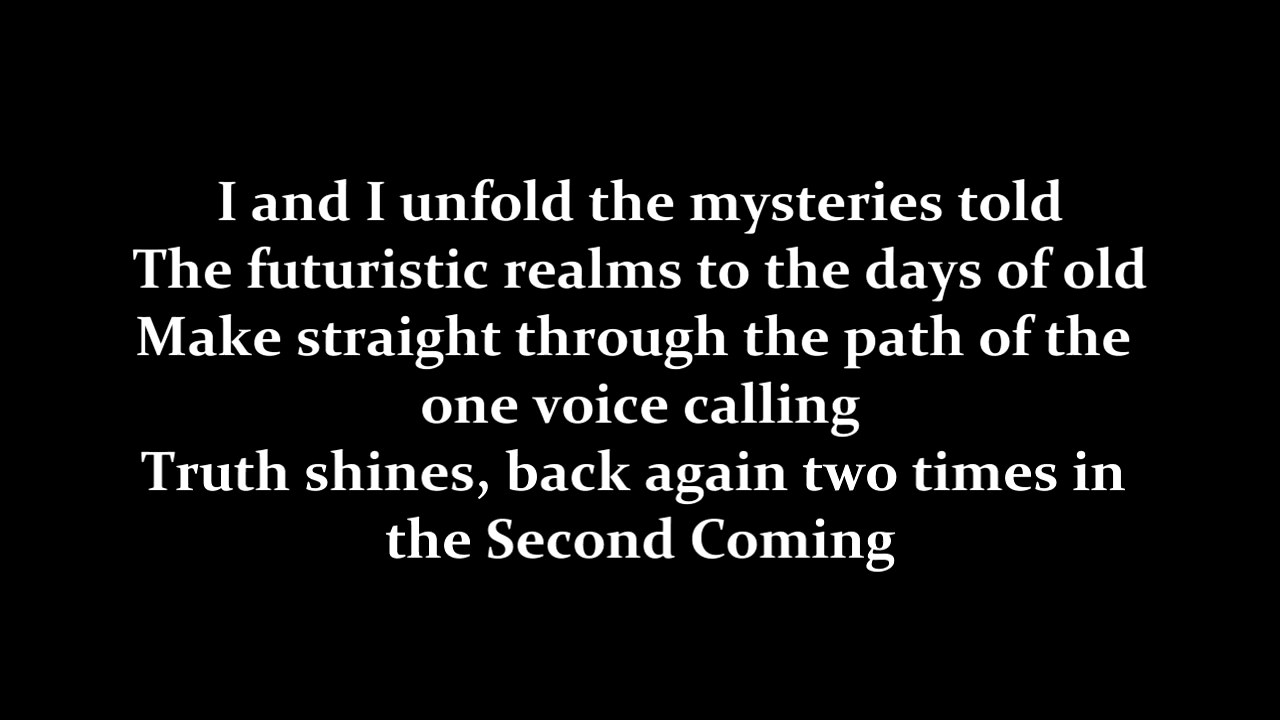 I and I unfold the mysteries told
The futuristic realms to the days of old
Make straight through the path of the
one voice calling
Truth shines, back again two times in
the Second Coming